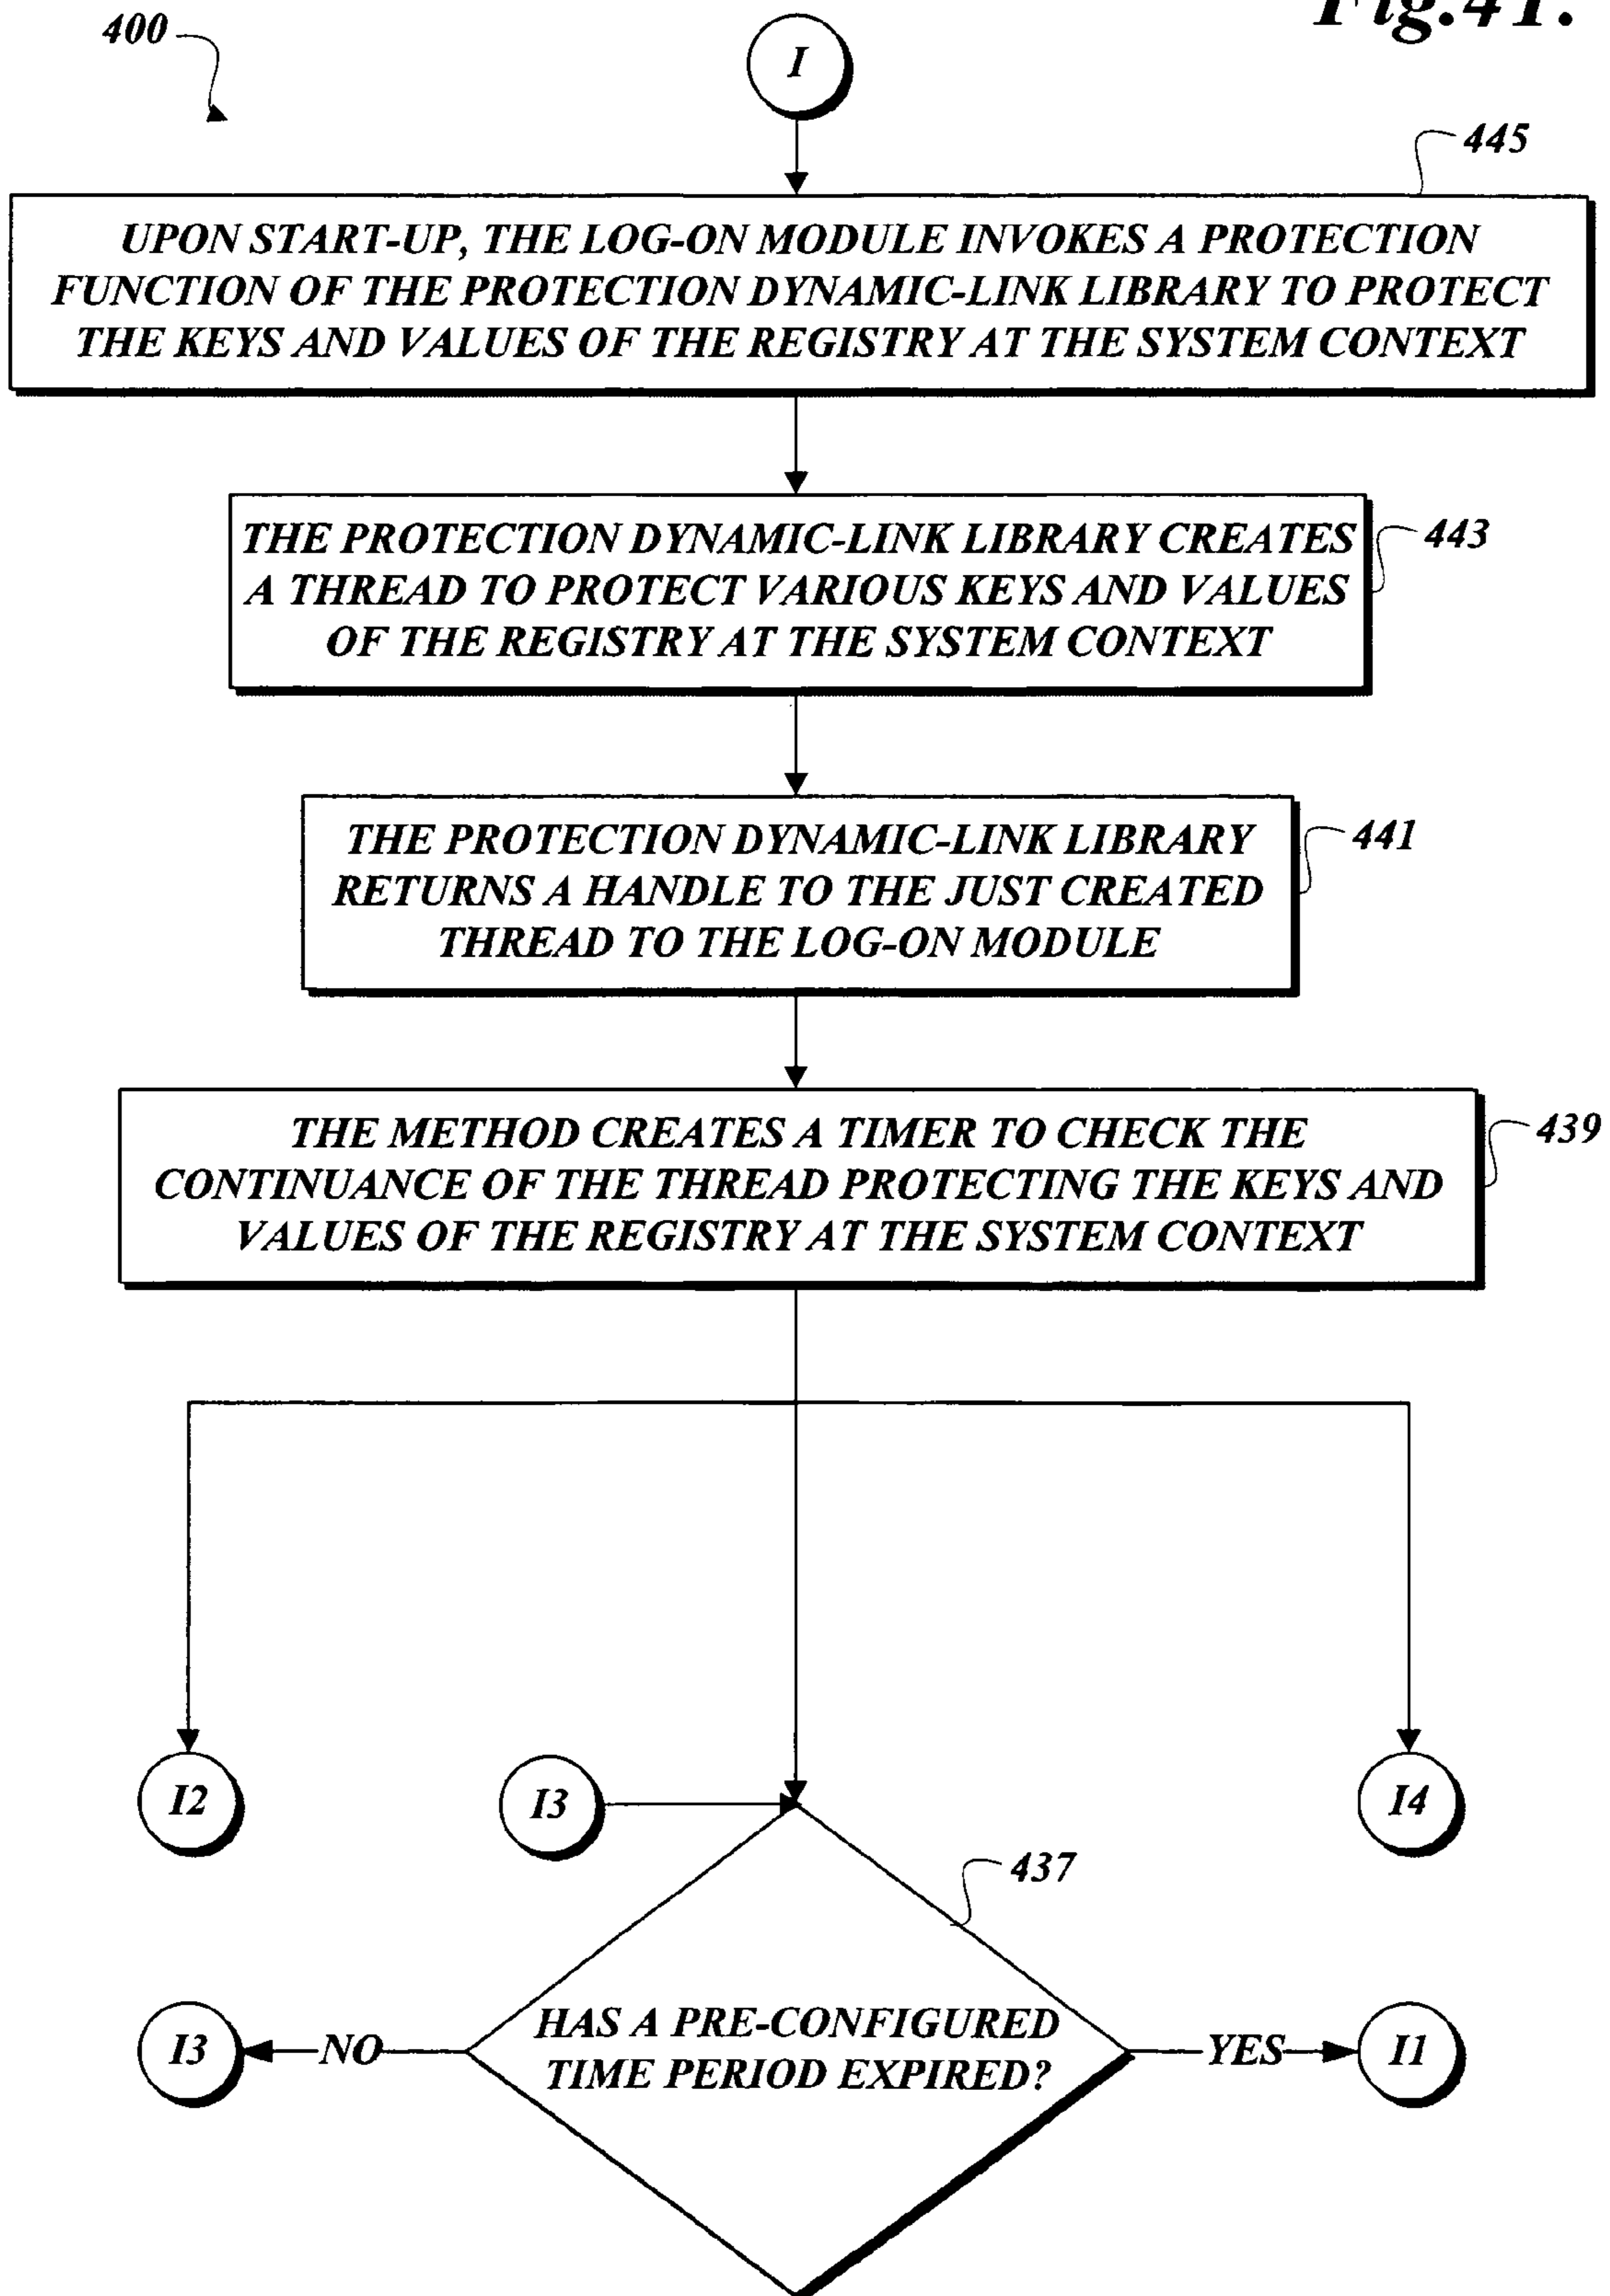 Fig.4I.
400
I
445
UPON START-UP, THE LOG-ON MODULE INVOKES A PROTECTION
FUNCTION OF THE PROTECTION DYNAMIC-LINK LIBRARY TO PROTECT
THE KEYS AND VALUES OF THE REGISTRY AT THE SYSTEM CONTEXT
443
THE PROTECTION DYNAMIC-LINK LIBRARY CREATES
A THREAD TO PROTECT VARIOUS KEYS AND VALUES
OF THE REGISTRY AT THE SYSTEM CONTEXT
441
THE PROTECTION DYNAMIC-LINK LIBRARY
RETURNS A HANDLE TO THE JUST CREATED
THREAD TO THE LOG-ON MODULE
439
THE METHOD CREATES A TIMER TO CHECK THE
CONTINUANCE OF THE THREAD PROTECTING THE KEYS AND
VALUES OF THE REGISTRY AT THE SYSTEM CONTEXT
I2
I3
I4
437
I3
NO
HAS A PRE-CONFIGURED
TIME PERIOD EXPIRED?
YES
I1